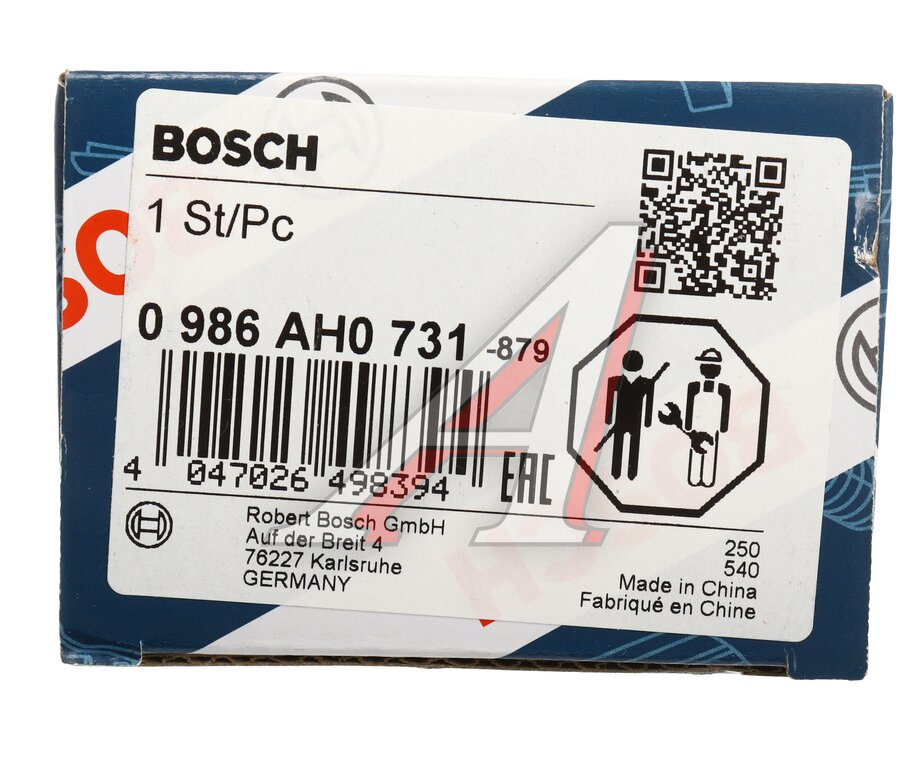 BOSCH
1 St/Pc
0 986 AH0 731 -879
4 047026 498394
EAC
Robert Bosch GmbH
Auf der Breit 4
76227 Karlsruhe
GERMANY
250
540
Made in China
Fabriqué en Chine
BOSCH